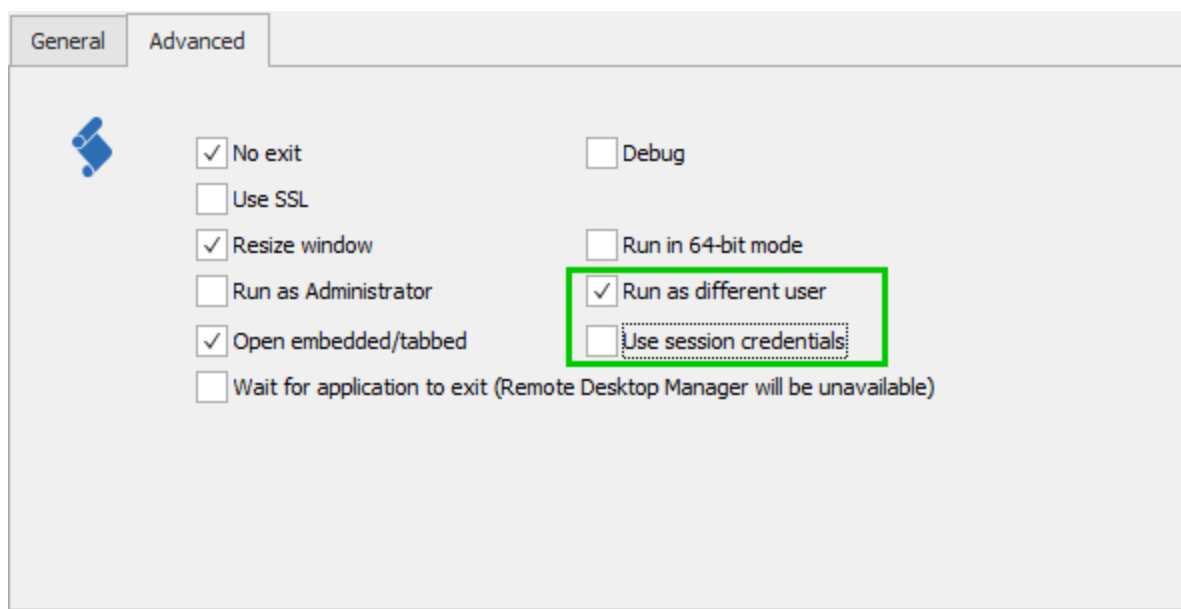 General Advanced
No exit Debug
Use SSL
Resize window Run in 64-bit mode
Run as Administrator Run as different user
Open embedded/tabbed Use session credentials
Wait for application to exit (Remote Desktop Manager will be unavailable)